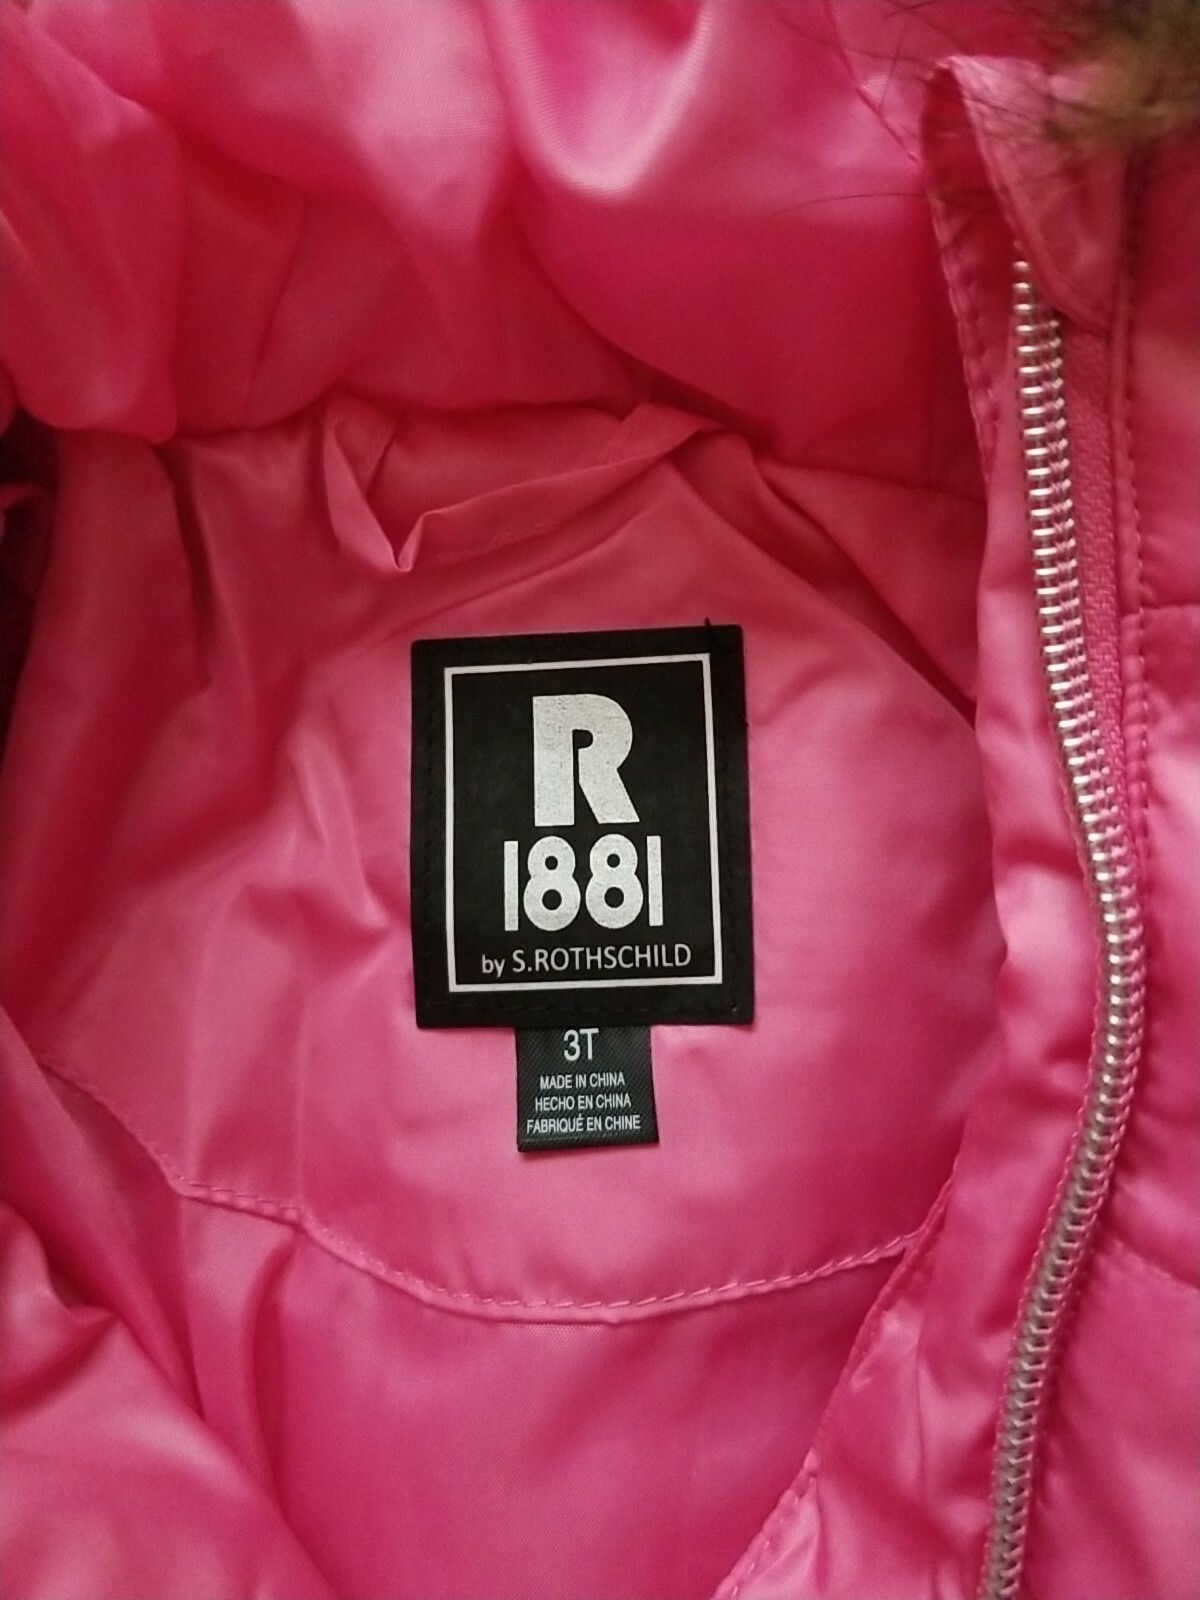 R
1881
by S.ROTHSCHILD
3T
MADE IN CHINA
HECHO EN CHINA
FABRIQUÉ EN CHINE